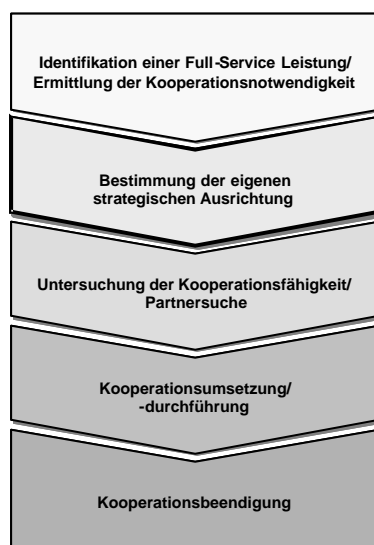 Identifikation einer Full-Service Leistung/
Ermittlung der Kooperationsnotwendigkeit
Bestimmung der eigenen
strategischen Ausrichtung
Untersuchung der Kooperationsfähigkeit/
Partnersuche
Kooperationsumsetzung/
-durchführung
Kooperationsbeendigung